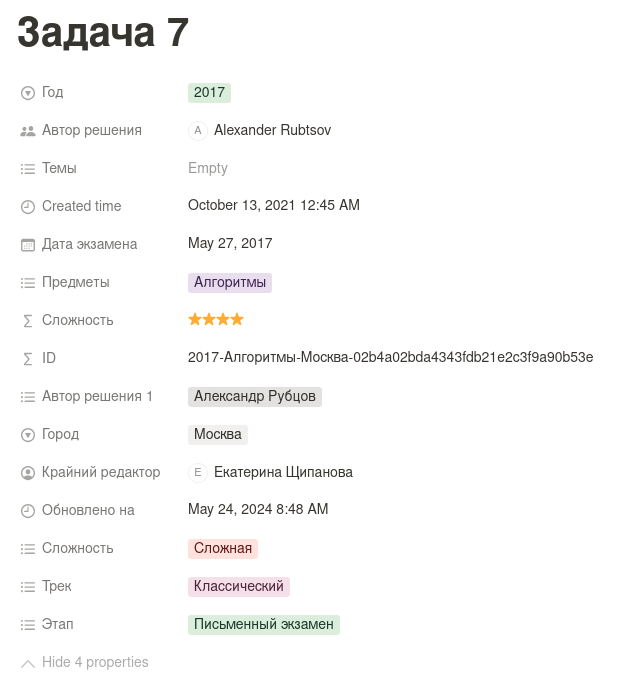 Задача 7
Год 2017
Автор решения A Alexander Rubtsov
Темы Empty
Created time October 13, 2021 12:45 AM
Дата экзамена May 27, 2017
Предметы Алгоритмы
Сложность ⭐⭐⭐⭐
ID 2017-Алгоритмы-Москва-02b4a02bda4343fdb21e2c3f9a90b53e
Автор решения 1 Александр Рубцов
Город Москва
Крайний редактор E Екатерина Щипанова
Обновлено на May 24, 2024 8:48 AM
Сложность Сложная
Трек Классический
Этап Письменный экзамен
Hide 4 properties